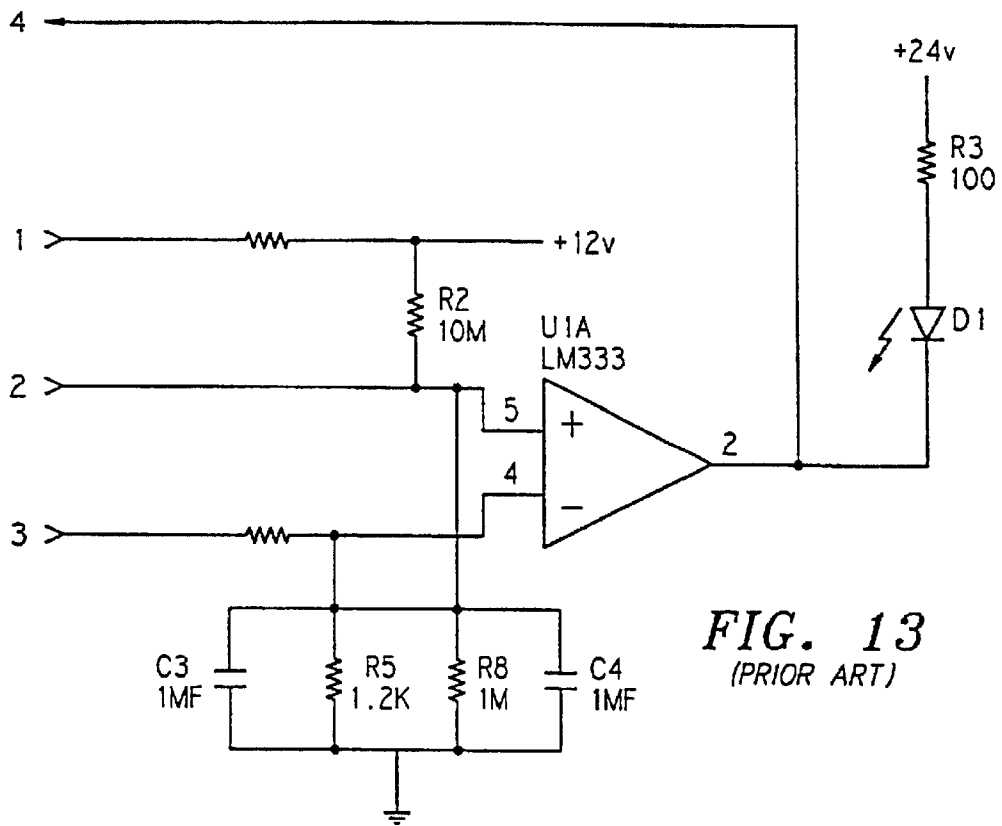 4
+24v
R3
100
1
+12v
R2
10M
U1A
LM333
D1
2
5
+
2
4
−
3
C3
1MF
R5
1.2K
R8
1M
C4
1MF
FIG. 13
(PRIOR ART)